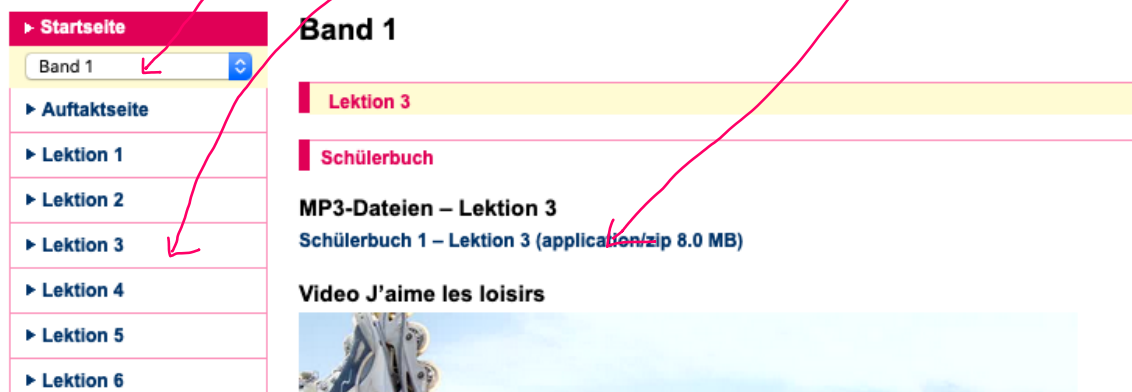 Startseite
Band 1
Auftaktseite
Lektion 1
Lektion 2
Lektion 3
Lektion 4
Lektion 5
Lektion 6
Band 1
Lektion 3
Schülerbuch
MP3-Dateien – Lektion 3
Schülerbuch 1 – Lektion 3 (application/zip 8.0 MB)
Video J’aime les loisirs